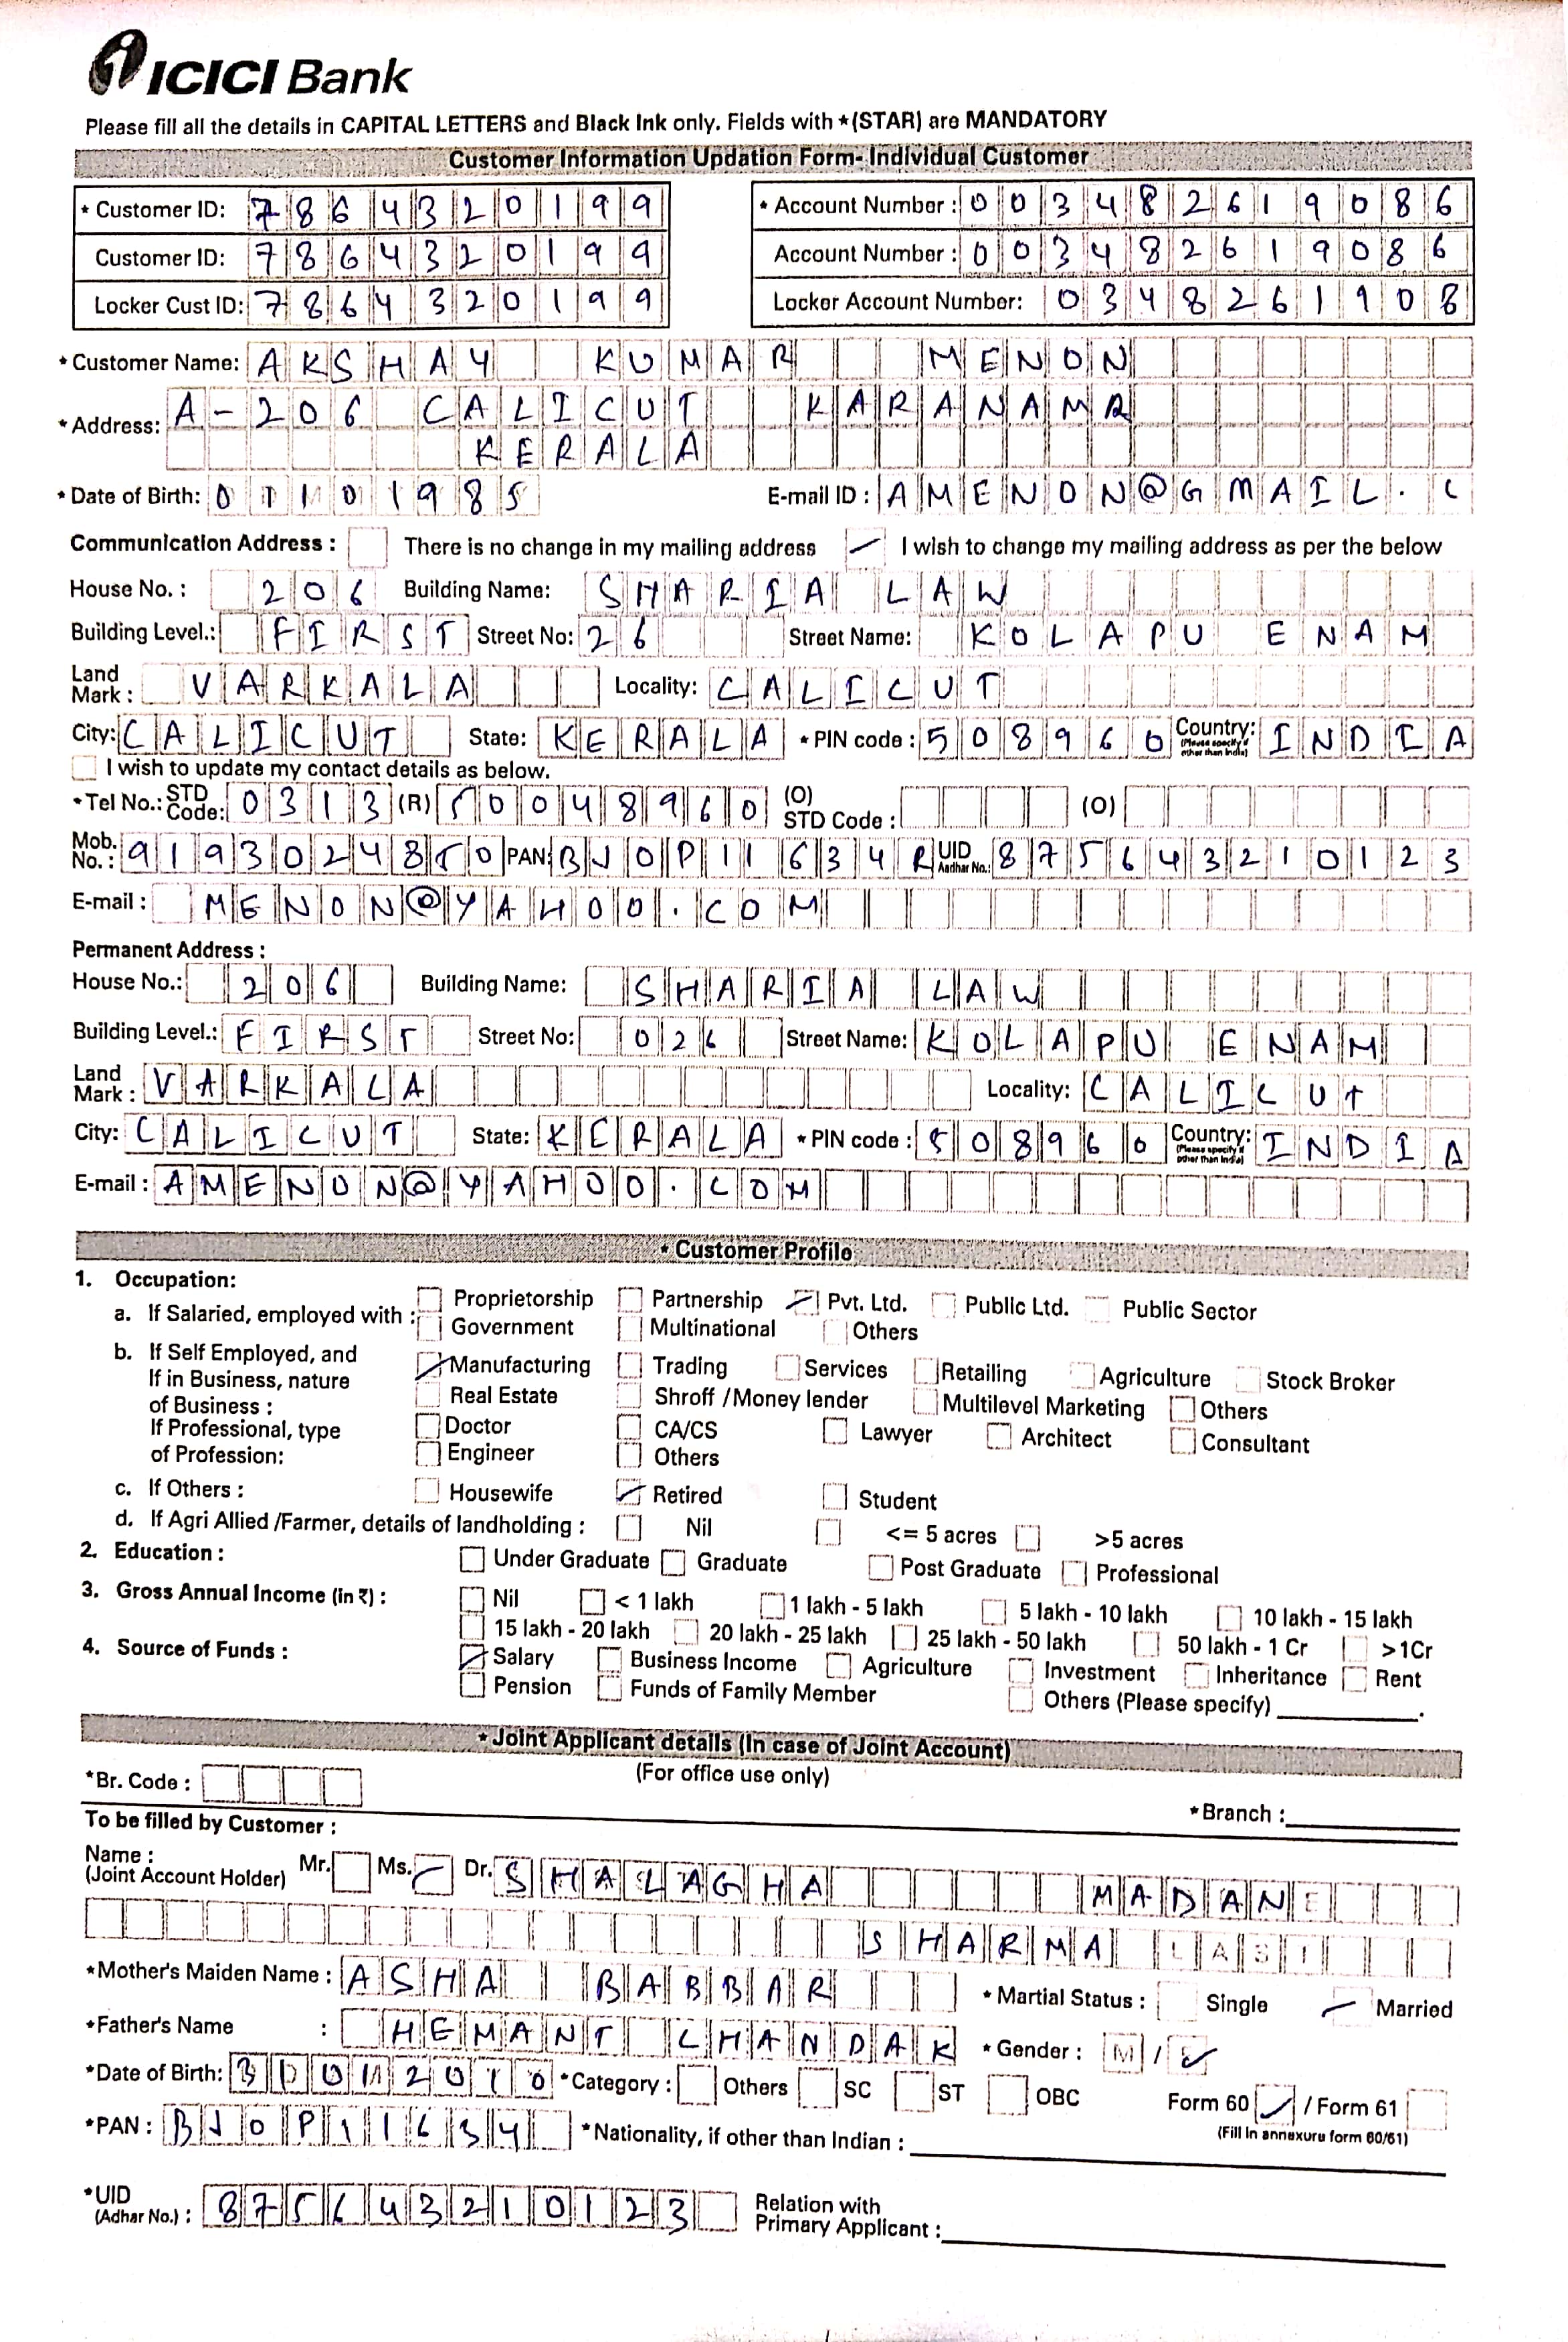 ICICI Bank
Please fill all the details in CAPITAL LETTERS and Black Ink only. Fields with *(STAR) are MANDATORY
Customer Information Updation Form- Individual Customer
* Customer ID: 7864320199 * Account Number : 003482619086
Customer ID: 7864320199 Account Number : 003482619086
Locker Cust ID: 7864320199 Locker Account Number: 0348261908
* Customer Name: AKSHAY KUMAR MENON
* Address: A-206 CALICUT KARANAMA
KERALA
* Date of Birth: 01101985 E-mail ID : AMENON@GMAIL.C
Communication Address : There is no change in my mailing address I wish to change my mailing address as per the below
House No. : 206 Building Name: SHARIA LAW
Building Level.: FIRST Street No: 26 Street Name: KOLAPU ENAM
Land Mark : VARKALA Locality: CALICUT
City: CALICUT State: KERALA * PIN code : 508960 Country: (Please specify if other than India) INDIA
I wish to update my contact details as below.
*Tel No.: STD Code: 0313 (R) 50048960 (O) STD Code : (O)
Mob. No. : 9193024850 PAN: BJOP11634R UID Aadhar No.: 875643210123
E-mail : MENON@YAHOO.COM
Permanent Address :
House No.: 206 Building Name: SHARIA LAW
Building Level.: FIRST Street No: 026 Street Name: KOLAPU ENAM
Land Mark : VARKALA Locality: CALICUT
City: CALICUT State: KERALA * PIN code : 508960 Country: (Please specify if other than India) INDIA
E-mail : AMENON@YAHOO.COM
* Customer Profile
1. Occupation:
a. If Salaried, employed with : Proprietorship Partnership Pvt. Ltd. Public Ltd. Public Sector
Government Multinational Others
b. If Self Employed, and Manufacturing Trading Services Retailing Agriculture Stock Broker
If in Business, nature Real Estate Shroff /Money lender Multilevel Marketing Others
of Business :
If Professional, type Doctor CA/CS Lawyer Architect Consultant
of Profession: Engineer Others
c. If Others : Housewife Retired Student
d. If Agri Allied /Farmer, details of landholding : Nil <= 5 acres >5 acres
2. Education : Under Graduate Graduate Post Graduate Professional
3. Gross Annual Income (in ₹) : Nil < 1 lakh 1 lakh - 5 lakh 5 lakh - 10 lakh 10 lakh - 15 lakh
15 lakh - 20 lakh 20 lakh - 25 lakh 25 lakh - 50 lakh 50 lakh - 1 Cr >1Cr
4. Source of Funds : Salary Business Income Agriculture Investment Inheritance Rent
Pension Funds of Family Member Others (Please specify)
* Joint Applicant details (In case of Joint Account)
(For office use only)
*Br. Code :
*Branch :
To be filled by Customer :
Name : (Joint Account Holder) Mr. Ms. Dr. SHALAGHA MADAN
SHARMA LAST
*Mother's Maiden Name : ASHA BABBAR * Martial Status : Single Married
*Father's Name : HEMANT CHANDAK * Gender : M /
*Date of Birth: *Category : Others SC ST OBC Form 60 / Form 61
*PAN : BJOP11634 *Nationality, if other than Indian : (Fill In annexure form 60/61)
*UID (Adhar No.) : 875643210123 Relation with Primary Applicant :